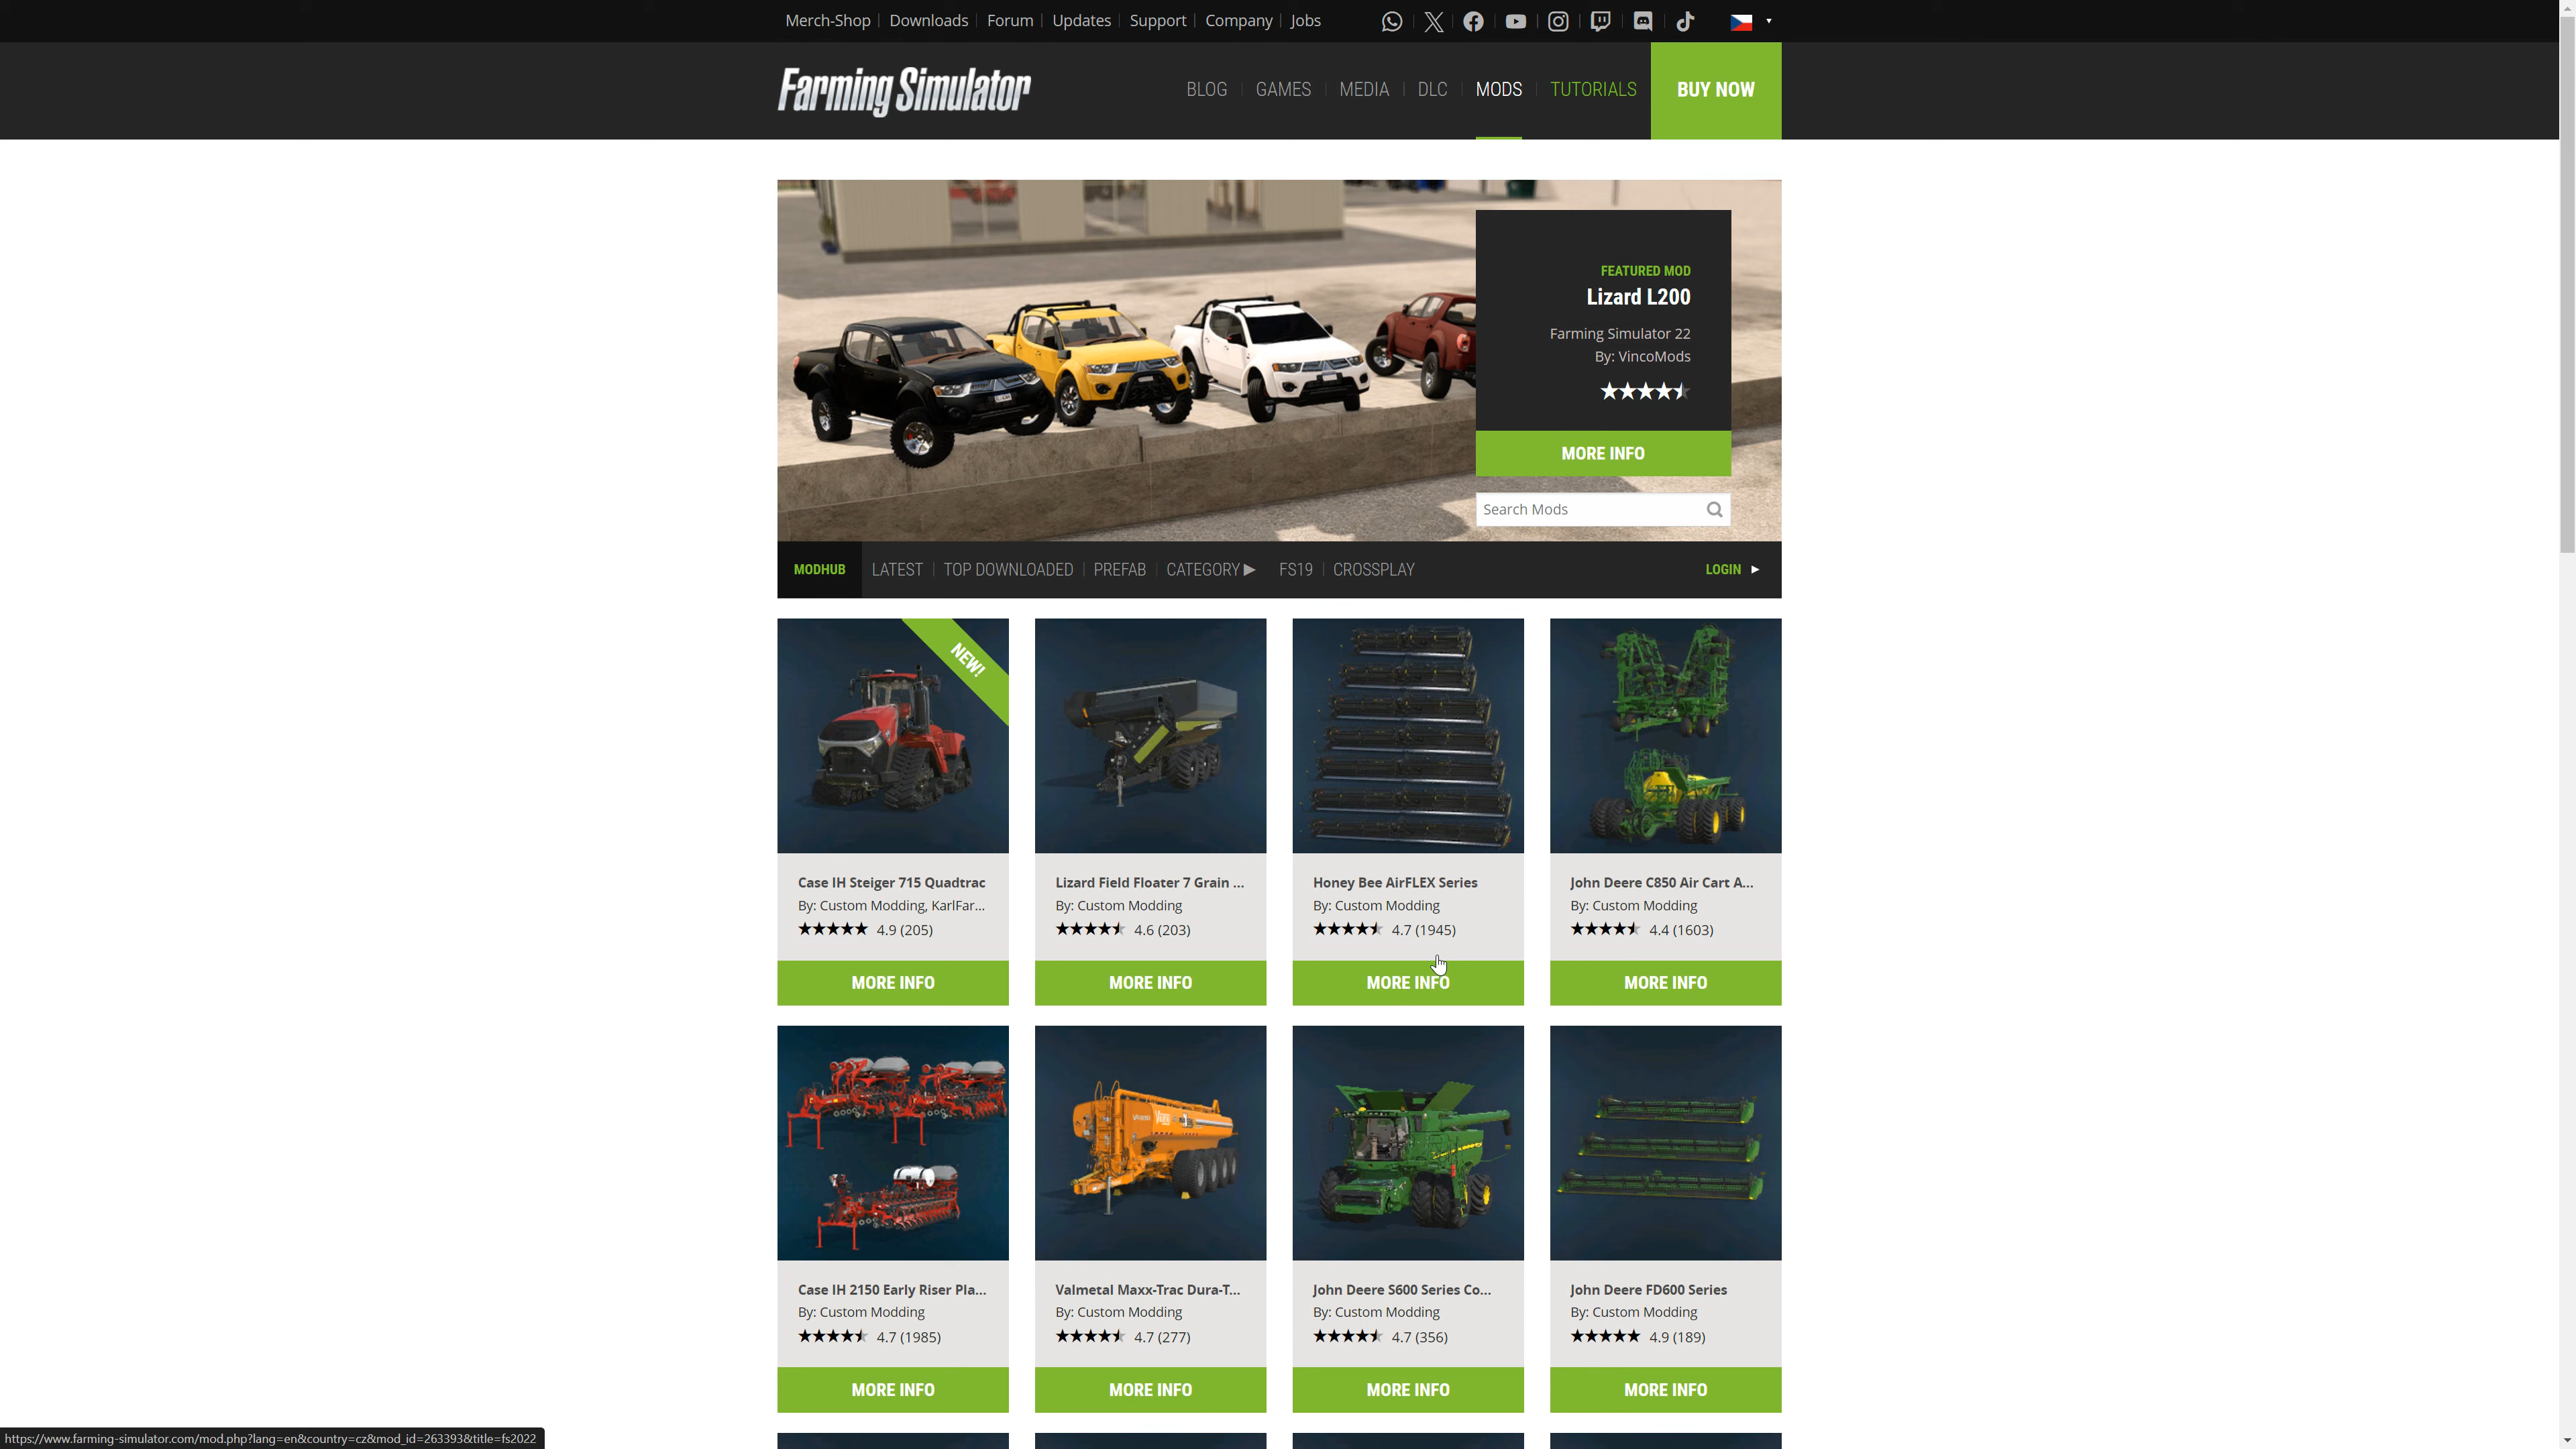 Merch-Shop Downloads Forum Updates Support Company Jobs
Farming Simulator BLOG GAMES MEDIA DLC MODS TUTORIALS BUY NOW
FEATURED MOD
Lizard L200
Farming Simulator 22
By: VincoMods
MORE INFO
Search Mods
MODHUB LATEST TOP DOWNLOADED PREFAB CATEGORY▶ FS19 CROSSPLAY LOGIN ▶
NEW!
Case IH Steiger 715 Quadtrac
By: Custom Modding, KarlFar...
4.9 (205)
MORE INFO
Lizard Field Floater 7 Grain ...
By: Custom Modding
4.6 (203)
MORE INFO
Honey Bee AirFLEX Series
By: Custom Modding
4.7 (1945)
MORE INFO
John Deere C850 Air Cart A...
By: Custom Modding
4.4 (1603)
MORE INFO
Case IH 2150 Early Riser Pla...
By: Custom Modding
4.7 (1985)
MORE INFO
Valmetal Maxx-Trac Dura-T...
By: Custom Modding
4.7 (277)
MORE INFO
John Deere S600 Series Co...
By: Custom Modding
4.7 (356)
MORE INFO
John Deere FD600 Series
By: Custom Modding
4.9 (189)
MORE INFO
https://www.farming-simulator.com/mod.php?lang=en&country=cz&mod_id=263393&title=fs2022